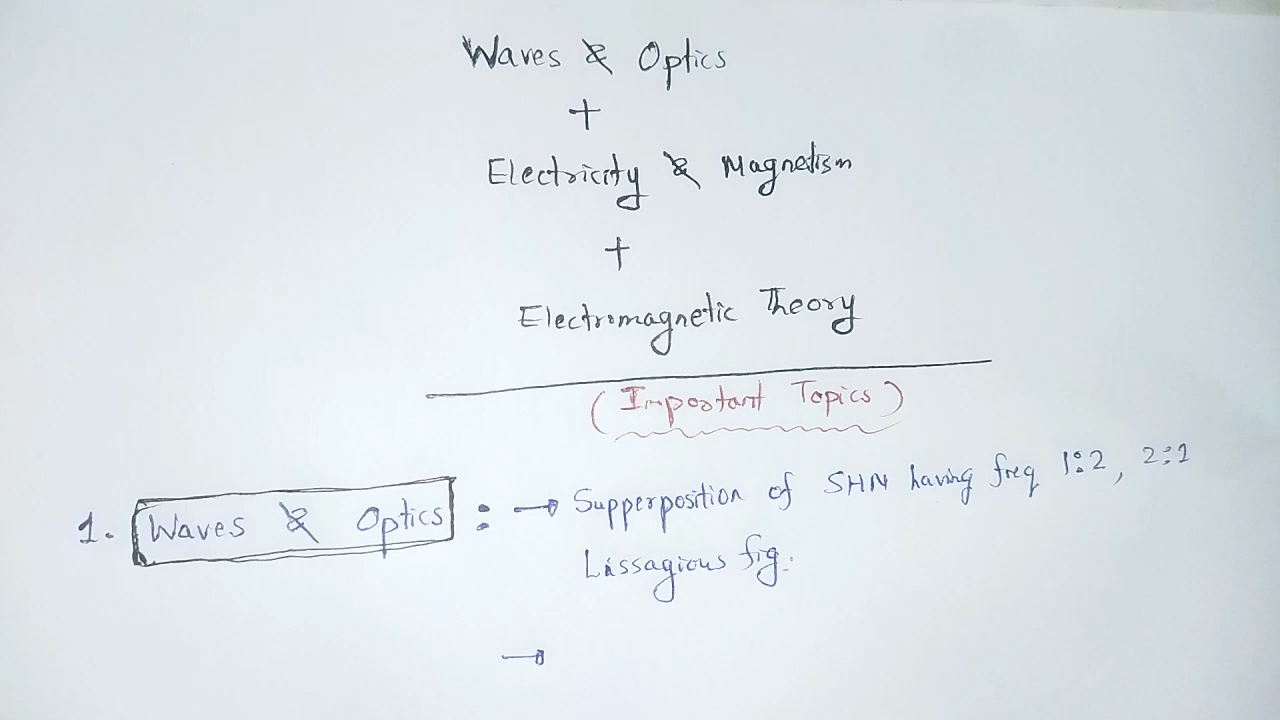 Waves & Optics
+
Electricity & Magnetism
+
Electromagnetic Theory
(Important Topics)
1. Waves & Optics : → Supperposition of SHM having freq 1:2, 2:1
Lissagious fig.
→